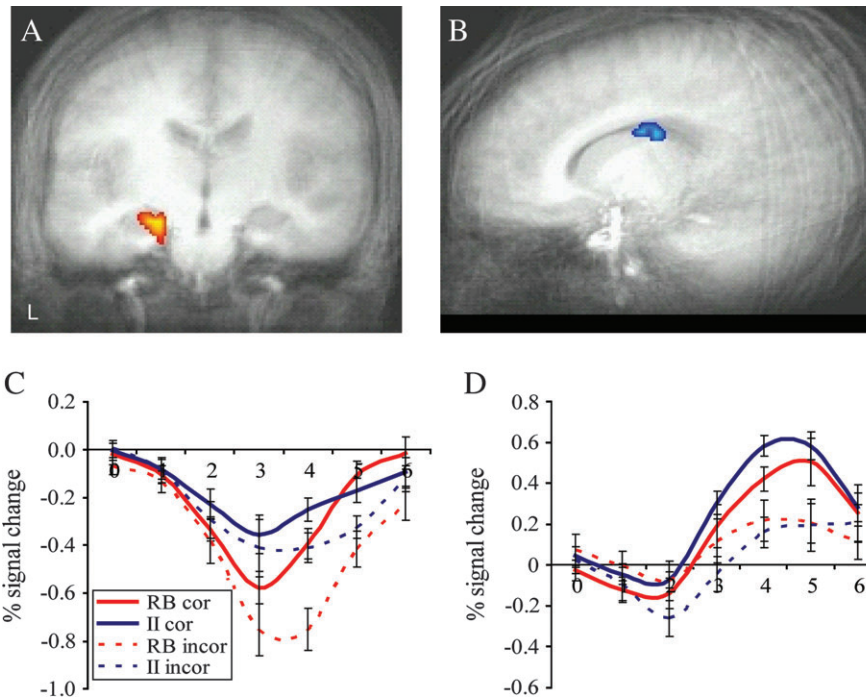 A
B
L
C
0.2
0.0
-0.2
-0.4
-0.6
-0.8
-1.0
% signal change
0 1 2 3 4 5 6
RB cor
II cor
RB incor
II incor
D
0.8
0.6
0.4
0.2
0
-0.2
-0.4
-0.6
% signal change
0 1 2 3 4 5 6